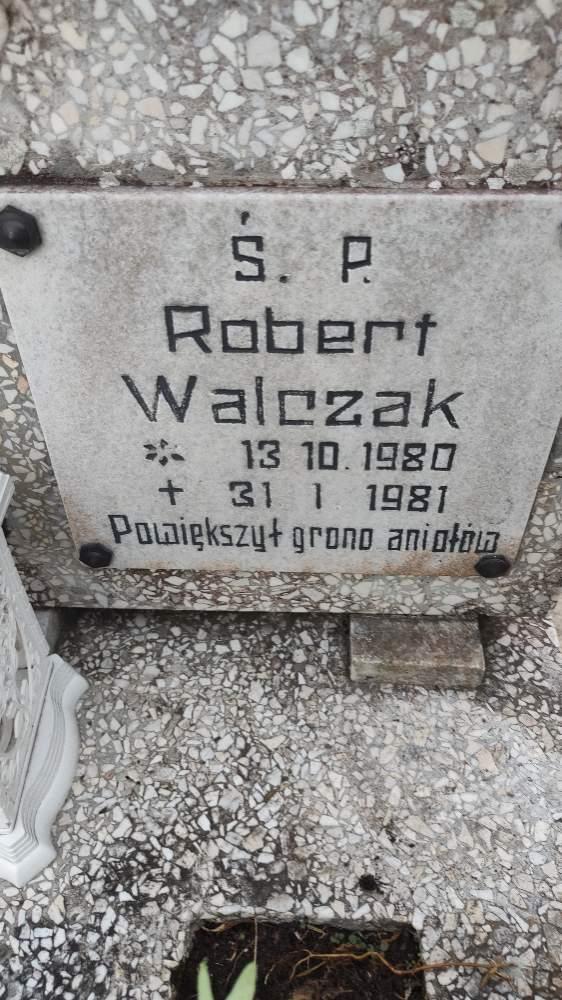 Ś. P.
Robert
Walczak
* 13 10. 1980
+ 31 1 1981
Powiększył grono aniołów